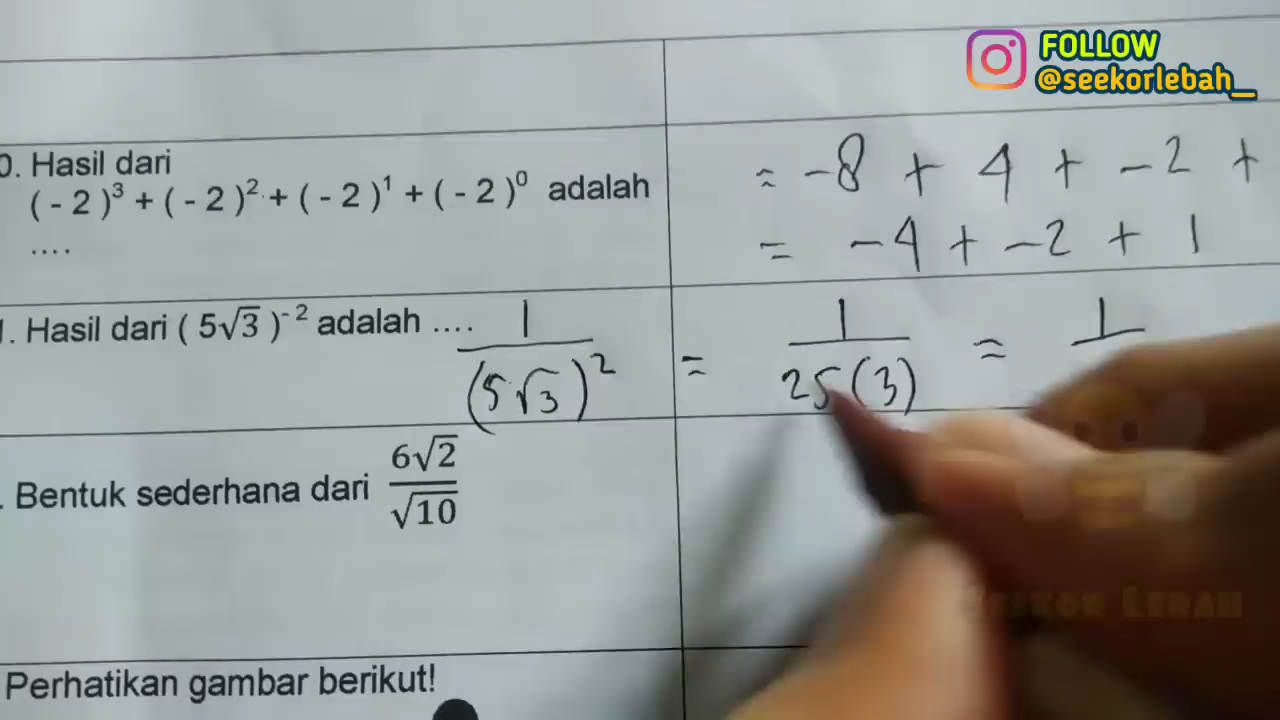 FOLLOW
@seekorlebah_
0. Hasil dari
(-2)³ + (-2)² + (-2)¹ + (-2)⁰ adalah
....
= -8 + 4 + -2 +
= -4 + -2 + 1
. Hasil dari (5√3)⁻² adalah .... 1/(5√3)² = 1/25(3) = 1
. Bentuk sederhana dari 6√2/√10
SEEKOR LEBAH
Perhatikan gambar berikut!